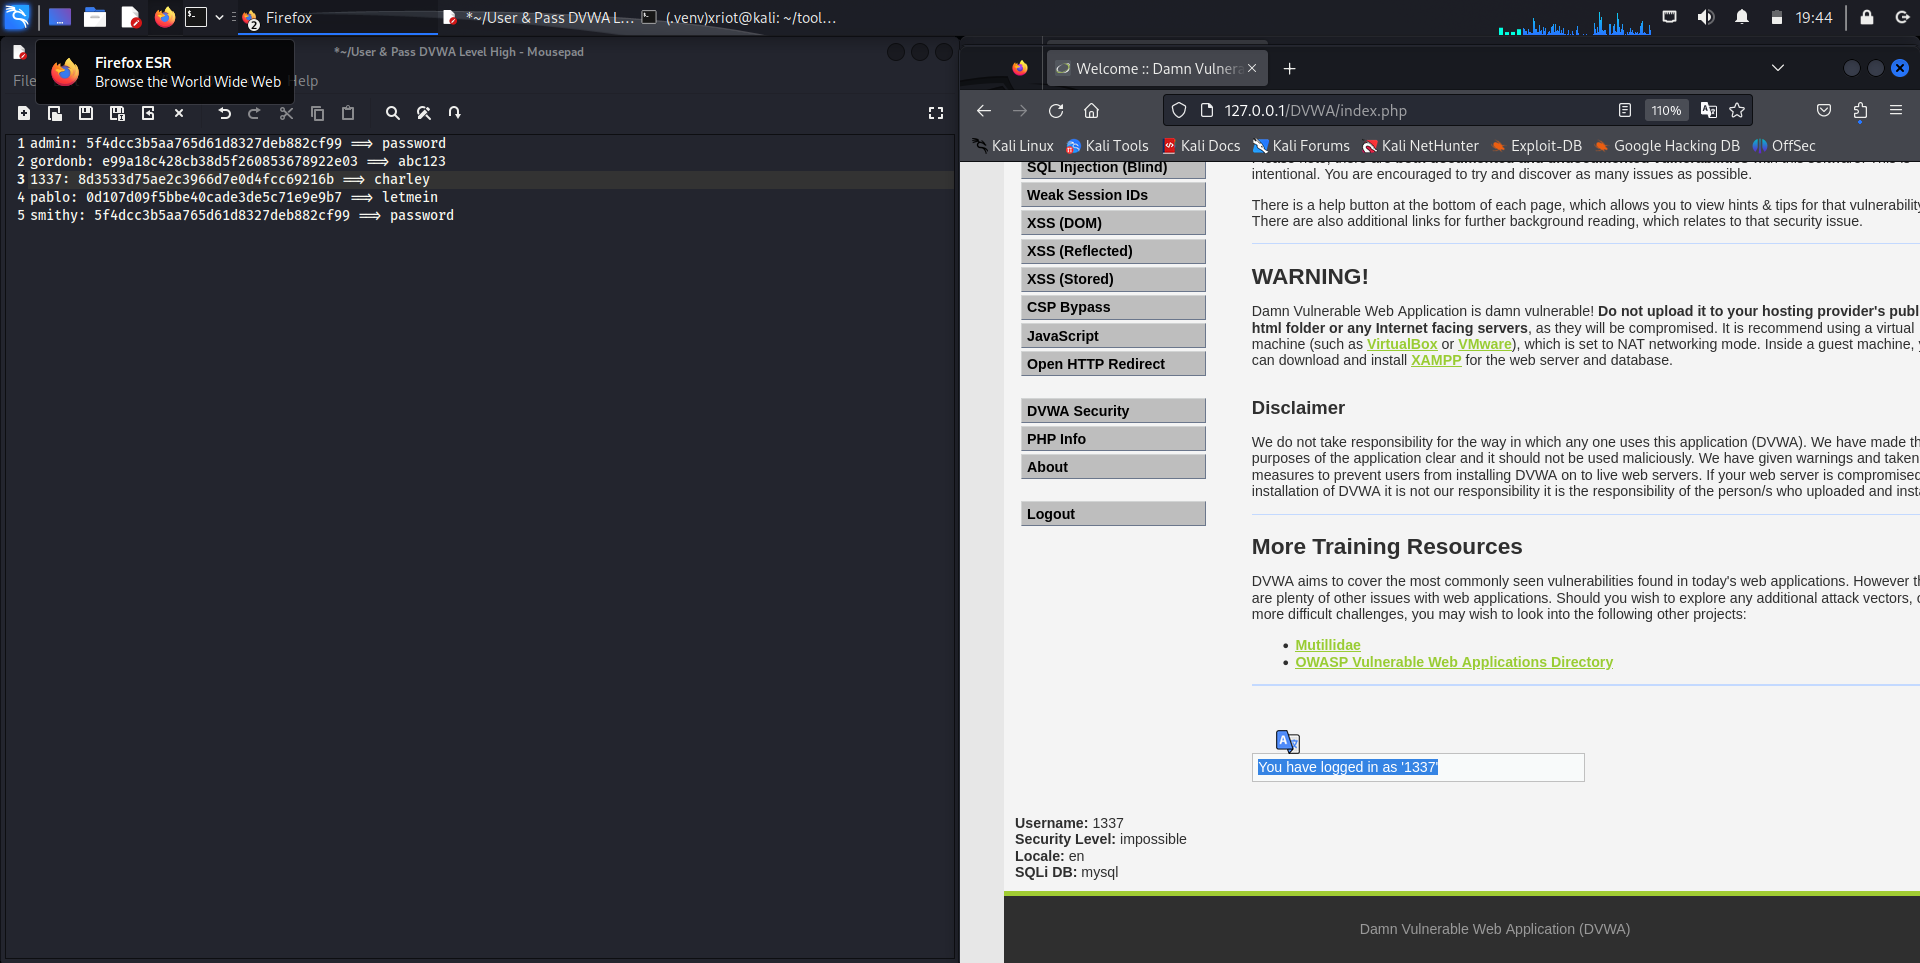 Firefox
*~/User & Pass DVWA L...
(.venv)xriot@kali: ~/tool...
19:44
*~/User & Pass DVWA Level High - Mousepad
Firefox ESR
Browse the World Wide Web
File
Help
1 admin: 5f4dcc3b5aa765d61d8327deb882cf99 ⟹ password
2 gordonb: e99a18c428cb38d5f260853678922e03 ⟹ abc123
3 1337: 8d3533d75ae2c3966d7e0d4fcc69216b ⟹ charley
4 pablo: 0d107d09f5bbe40cade3de5c71e9e9b7 ⟹ letmein
5 smithy: 5f4dcc3b5aa765d61d8327deb882cf99 ⟹ password
Welcome :: Damn Vulnera
127.0.0.1/DVWA/index.php
110%
Kali Linux
Kali Tools
Kali Docs
Kali Forums
Kali NetHunter
Exploit-DB
Google Hacking DB
OffSec
SQL Injection (Blind)
Weak Session IDs
XSS (DOM)
XSS (Reflected)
XSS (Stored)
CSP Bypass
JavaScript
Open HTTP Redirect
DVWA Security
PHP Info
About
Logout
intentional. You are encouraged to try and discover as many issues as possible.
There is a help button at the bottom of each page, which allows you to view hints & tips for that vulnerability
There are also additional links for further background reading, which relates to that security issue.
WARNING!
Damn Vulnerable Web Application is damn vulnerable! Do not upload it to your hosting provider's publ
html folder or any Internet facing servers, as they will be compromised. It is recommend using a virtual
machine (such as VirtualBox or VMware), which is set to NAT networking mode. Inside a guest machine,
can download and install XAMPP for the web server and database.
Disclaimer
We do not take responsibility for the way in which any one uses this application (DVWA). We have made th
purposes of the application clear and it should not be used maliciously. We have given warnings and taken
measures to prevent users from installing DVWA on to live web servers. If your web server is compromised
installation of DVWA it is not our responsibility it is the responsibility of the person/s who uploaded and inst
More Training Resources
DVWA aims to cover the most commonly seen vulnerabilities found in today's web applications. However th
are plenty of other issues with web applications. Should you wish to explore any additional attack vectors,
more difficult challenges, you may wish to look into the following other projects:
• Mutillidae
• OWASP Vulnerable Web Applications Directory
You have logged in as '1337'
Username: 1337
Security Level: impossible
Locale: en
SQLi DB: mysql
Damn Vulnerable Web Application (DVWA)